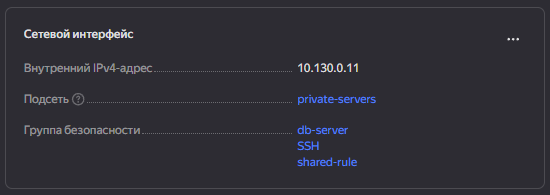 Сетевой интерфейс
Внутренний IPv4-адрес 10.130.0.11
Подсеть private-servers
Группа безопасности db-server
SSH
shared-rule